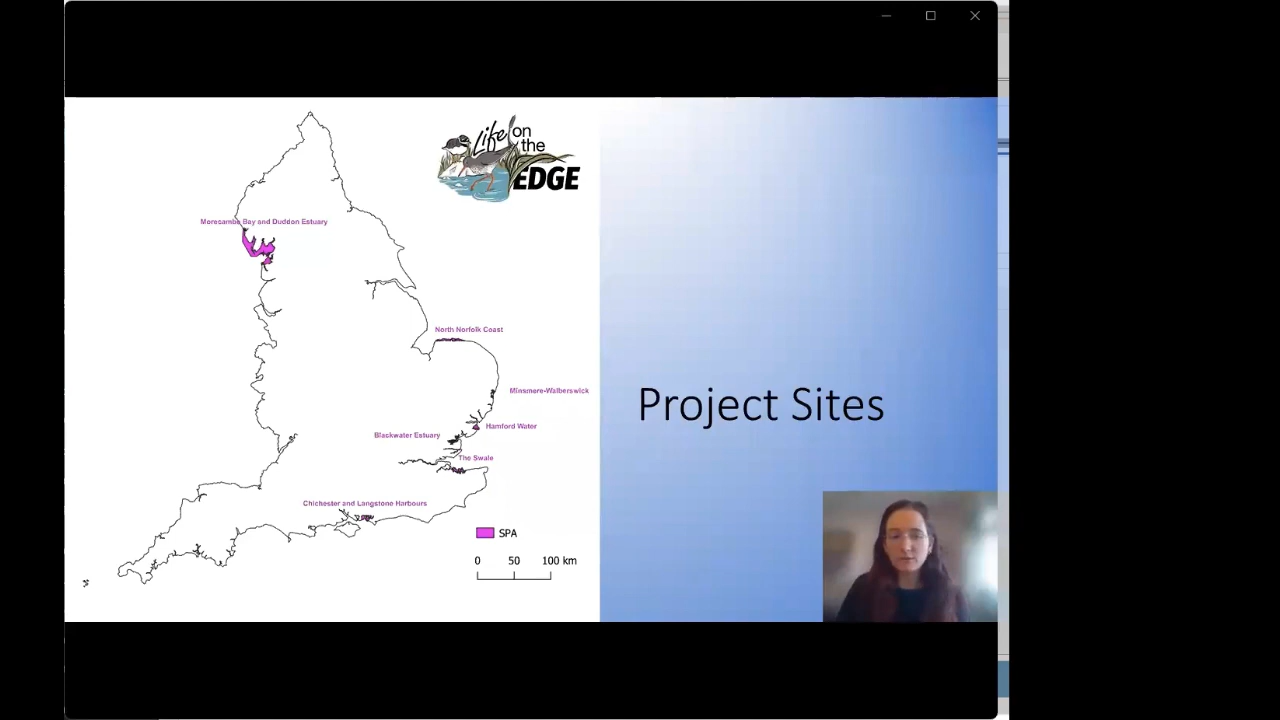 Life on
the
EDGE
Morecambe Bay and Duddon Estuary
North Norfolk Coast
Minsmere-Walberswick
Hamford Water
Blackwater Estuary
The Swale
Chichester and Langstone Harbours
SPA
0 50 100 km
Project Sites